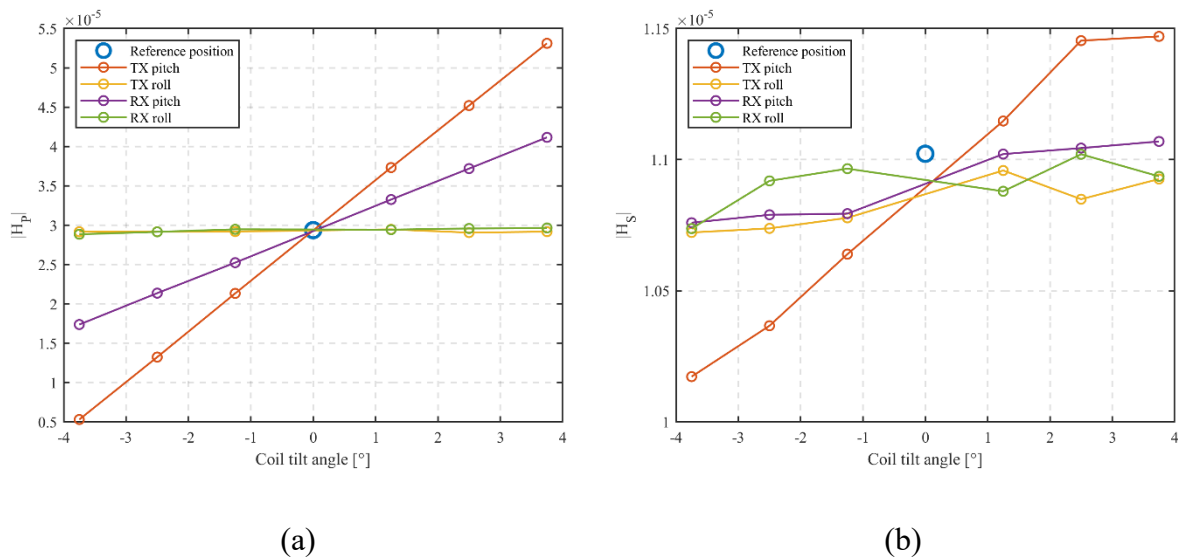 ×10⁻⁵
5.5
5
4.5
4
3.5
3
2.5
2
1.5
1
0.5
|H_P|
Reference position
TX pitch
TX roll
RX pitch
RX roll
-4 -3 -2 -1 0 1 2 3 4
Coil tilt angle [°]
(a)
×10⁻⁵
1.15
1.1
1.05
1
|H_S|
Reference position
TX pitch
TX roll
RX pitch
RX roll
-4 -3 -2 -1 0 1 2 3 4
Coil tilt angle [°]
(b)